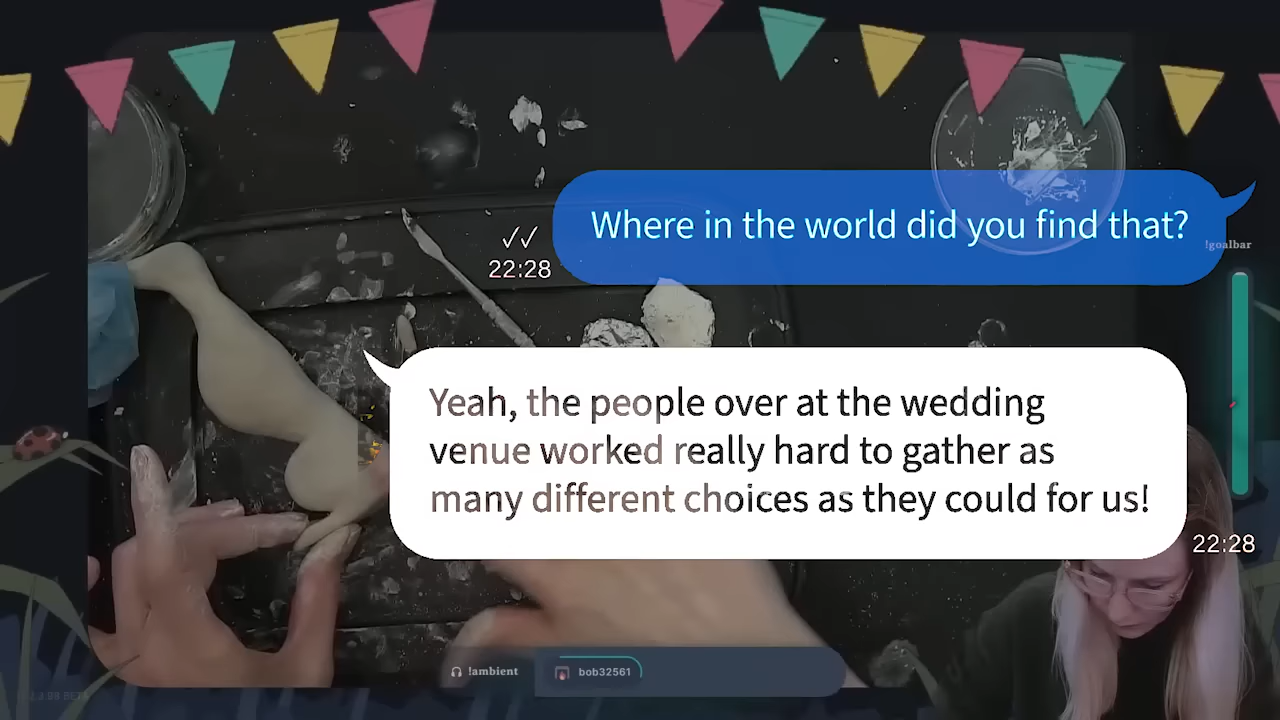 Where in the world did you find that?
22:28
!goalbar
Yeah, the people over at the wedding
venue worked really hard to gather as
many different choices as they could for us!
22:28
!ambient
bob32561